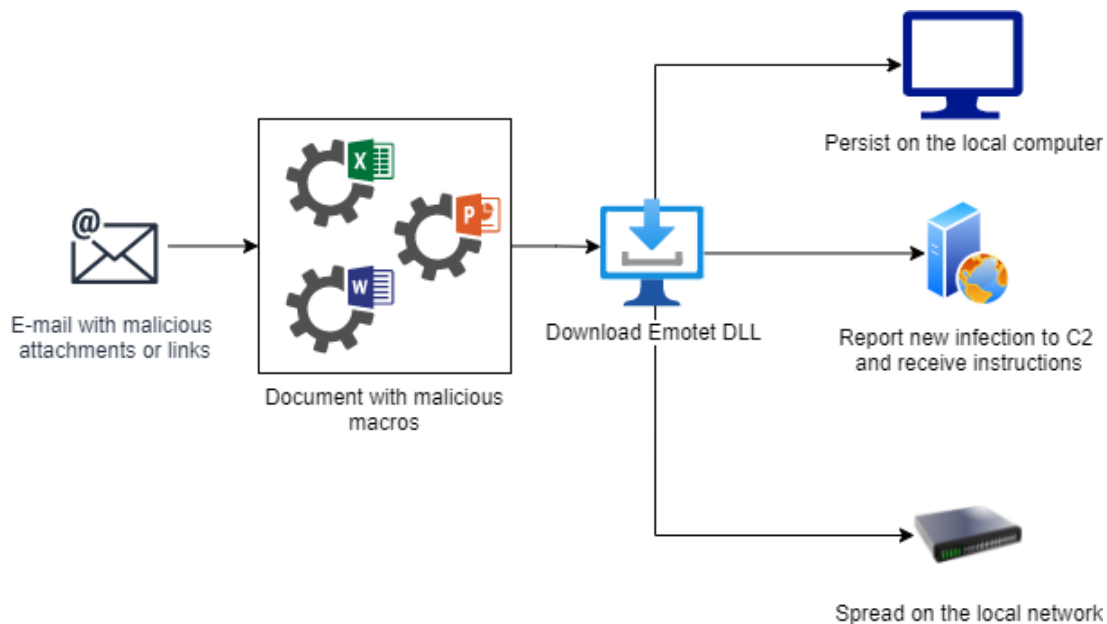 @
E-mail with malicious
attachments or links
X
P
W
Document with malicious
macros
Download Emotet DLL
Persist on the local computer
Report new infection to C2
and receive instructions
Spread on the local network